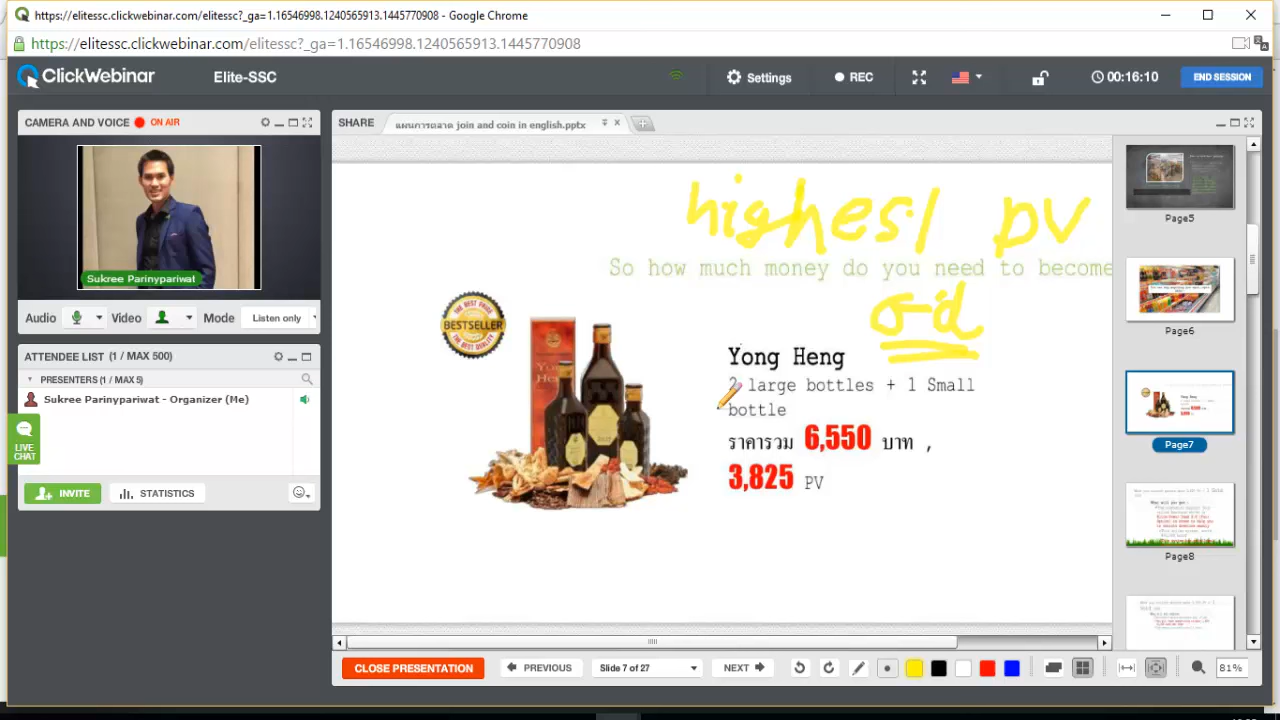 https://elitessc.clickwebinar.com/elitessc?_ga=1.16546998.1240565913.1445770908 - Google Chrome
https://elitessc.clickwebinar.com/elitessc?_ga=1.16546998.1240565913.1445770908
ClickWebinar
Elite-SSC
Settings
REC
00:16:10
END SESSION
CAMERA AND VOICE ON AIR
Sukree Parinypariwat
Audio Video Mode Listen only
ATTENDEE LIST (1 / MAX 500)
PRESENTERS (1 / MAX 5)
Sukree Parinypariwat - Organizer (Me)
LIVE
CHAT
INVITE STATISTICS
SHARE
แผนการตลาด join and coin in english.pptx
highest pv
So how much money do you need to become
BESTSELLER
Yong Heng
2 large bottles + 1 Small
bottle
ราคารวม 6,550 บาท ,
3,825 PV
Page5
Page6
Page7
Page8
CLOSE PRESENTATION
PREVIOUS
Slide 7 of 27
NEXT
81%